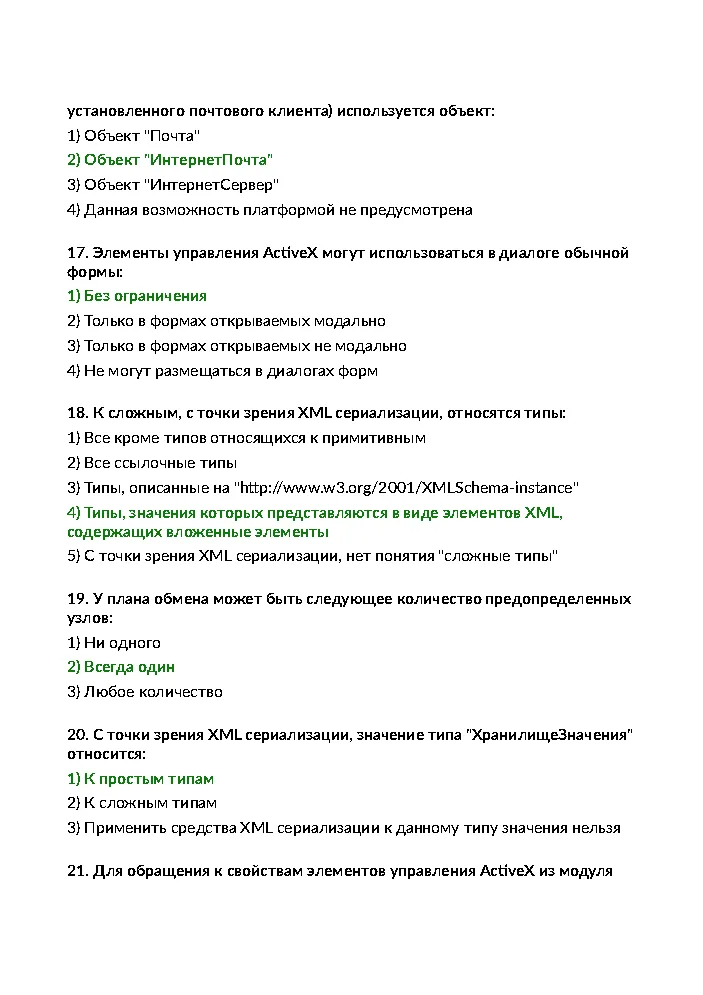 установленного почтового клиента) используется объект:
1) Объект "Почта"
2) Объект "ИнтернетПочта"
3) Объект "ИнтернетСервер"
4) Данная возможность платформой не предусмотрена
17. Элементы управления ActiveX могут использоваться в диалоге обычной
формы:
1) Без ограничения
2) Только в формах открываемых модально
3) Только в формах открываемых не модально
4) Не могут размещаться в диалогах форм
18. К сложным, с точки зрения XML сериализации, относятся типы:
1) Все кроме типов относящихся к примитивным
2) Все ссылочные типы
3) Типы, описанные на "http://www.w3.org/2001/XMLSchema-instance"
4) Типы, значения которых представляются в виде элементов XML,
содержащих вложенные элементы
5) С точки зрения XML сериализации, нет понятия "сложные типы"
19. У плана обмена может быть следующее количество предопределенных
узлов:
1) Ни одного
2) Всегда один
3) Любое количество
20. С точки зрения XML сериализации, значение типа "ХранилищеЗначения"
относится:
1) К простым типам
2) К сложным типам
3) Применить средства XML сериализации к данному типу значения нельзя
21. Для обращения к свойствам элементов управления ActiveX из модуля